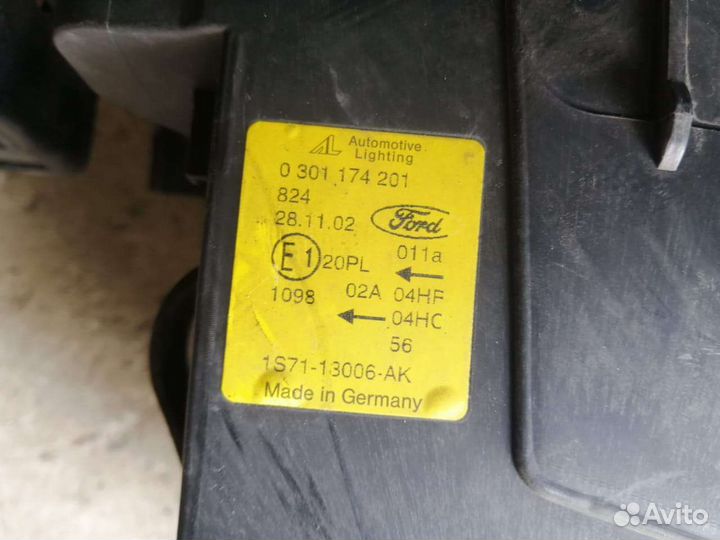 AL Automotive
Lighting
0 301 174 201
824
28.11.02 Ford
E1 20PL 011a
1098 02A 04HF
04HC
56
1S71-13006-AK
Made in Germany
Avito